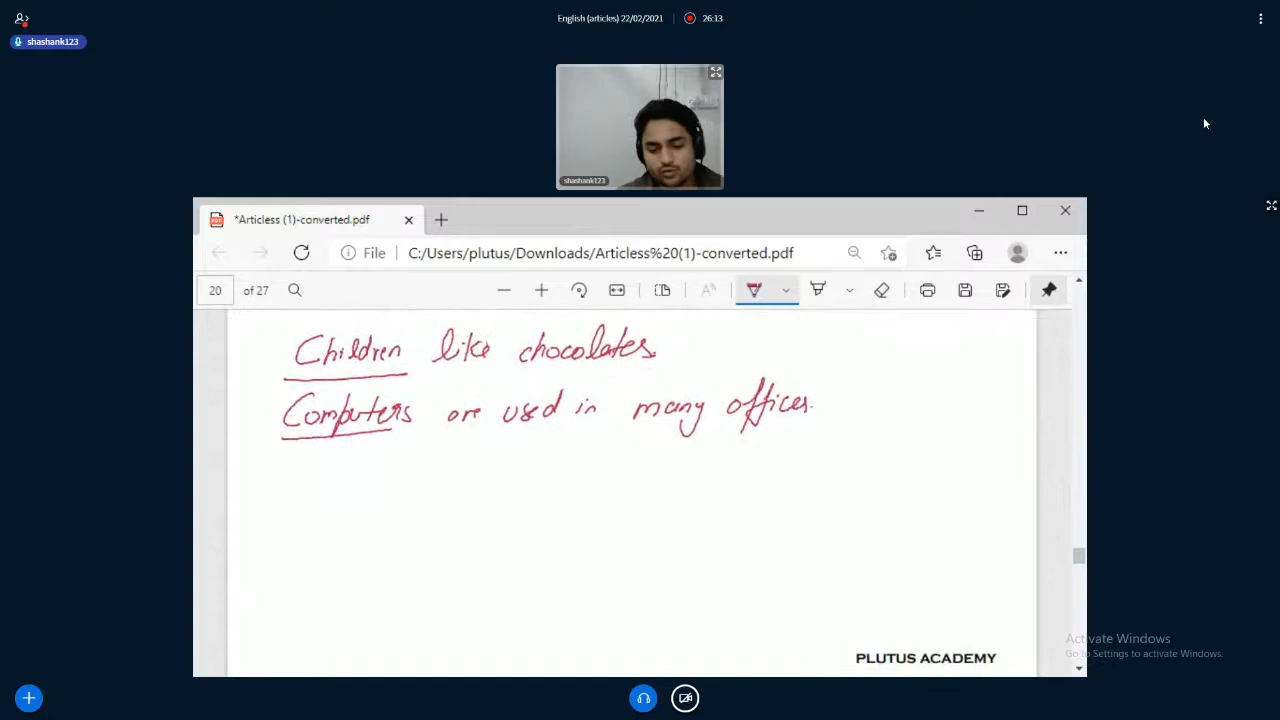 English (articles) 22/02/2021
26:13
shashank123
shashank123
*Articless (1)-converted.pdf
File
C:/Users/plutus/Downloads/Articless%20(1)-converted.pdf
20 of 27
Children like chocolates.
Computers are used in many offices.
PLUTUS ACADEMY
Activate Windows
Go to Settings to activate Windows.